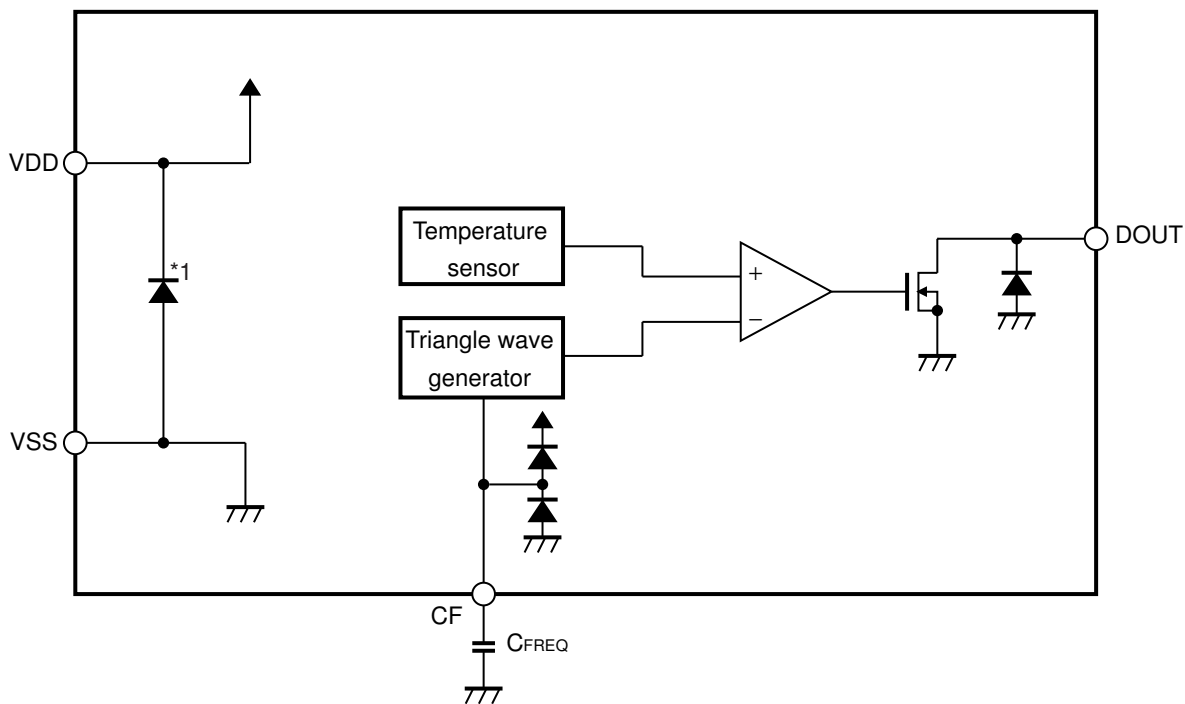 VDD
*1
VSS
Temperature
sensor
Triangle wave
generator
+
−
DOUT
CF
CFREQ